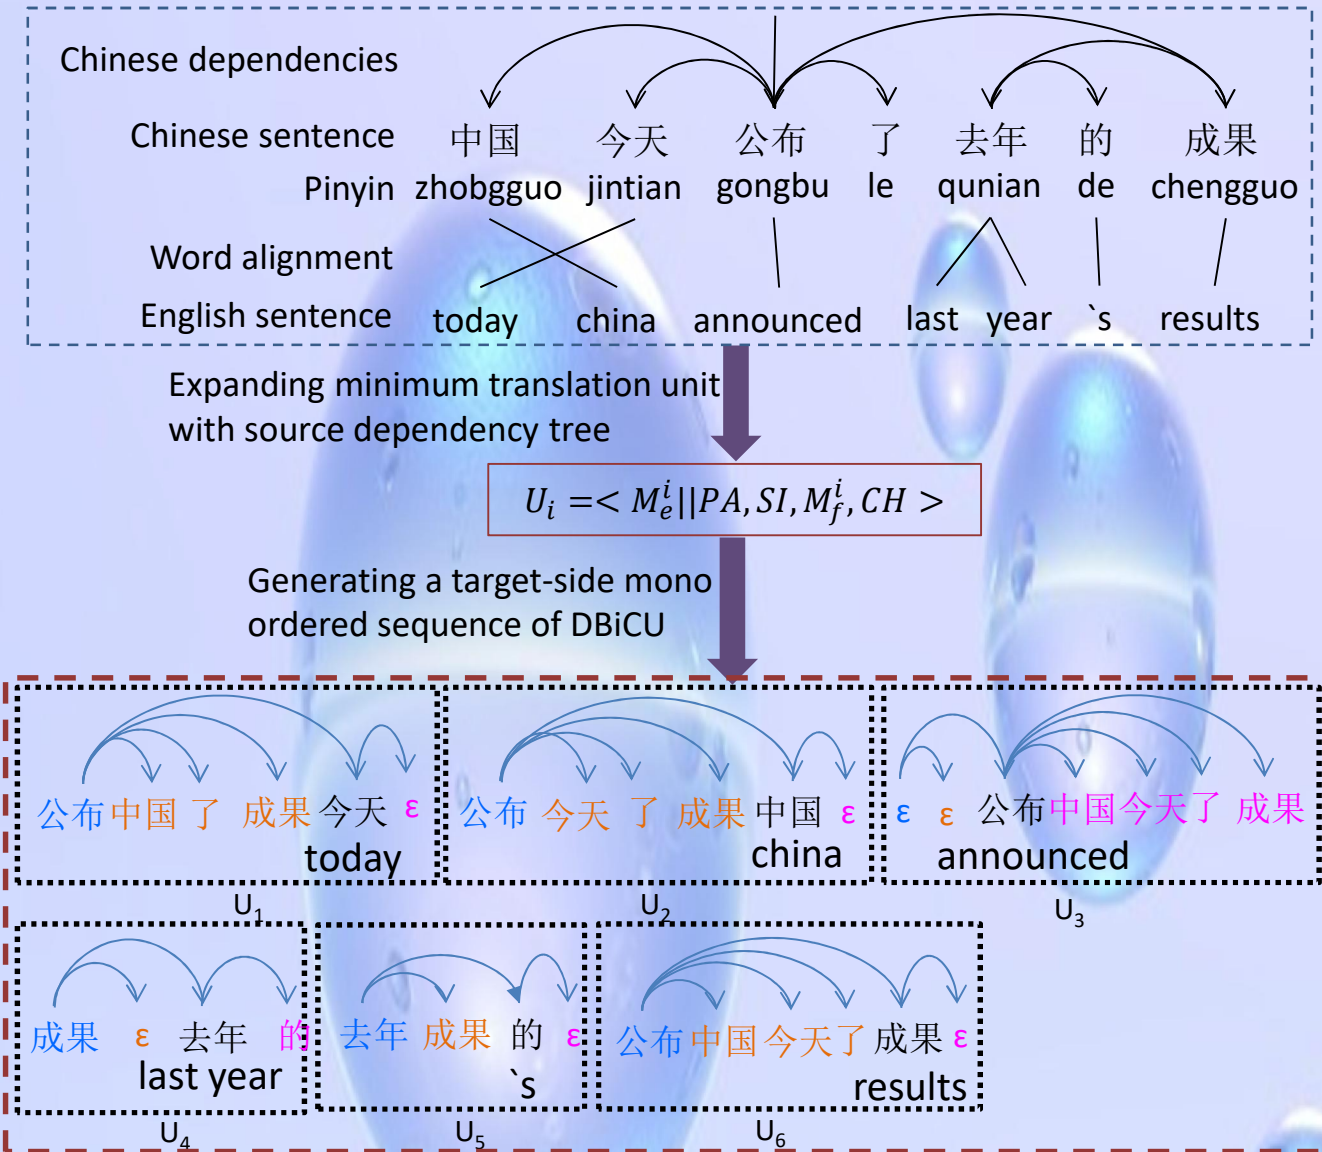 Chinese dependencies
Chinese sentence 中国 今天 公布 了 去年 的 成果
Pinyin zhobgguo jintian gongbu le qunian de chengguo
Word alignment
English sentence today china announced last year `s results
Expanding minimum translation unit
with source dependency tree
U_i =< M_e^i||PA, SI, M_f^i, CH >
Generating a target-side mono
ordered sequence of DBiCU
公布 中国 了 成果 今天 ε
today
U1
公布 今天 了 成果 中国 ε
china
U2
ε ε 公布 中国 今天 了 成果
announced
U3
成果 ε 去年 的
last year
U4
去年 成果 的 ε
`s
U5
公布 中国 今天 了 成果 ε
results
U6